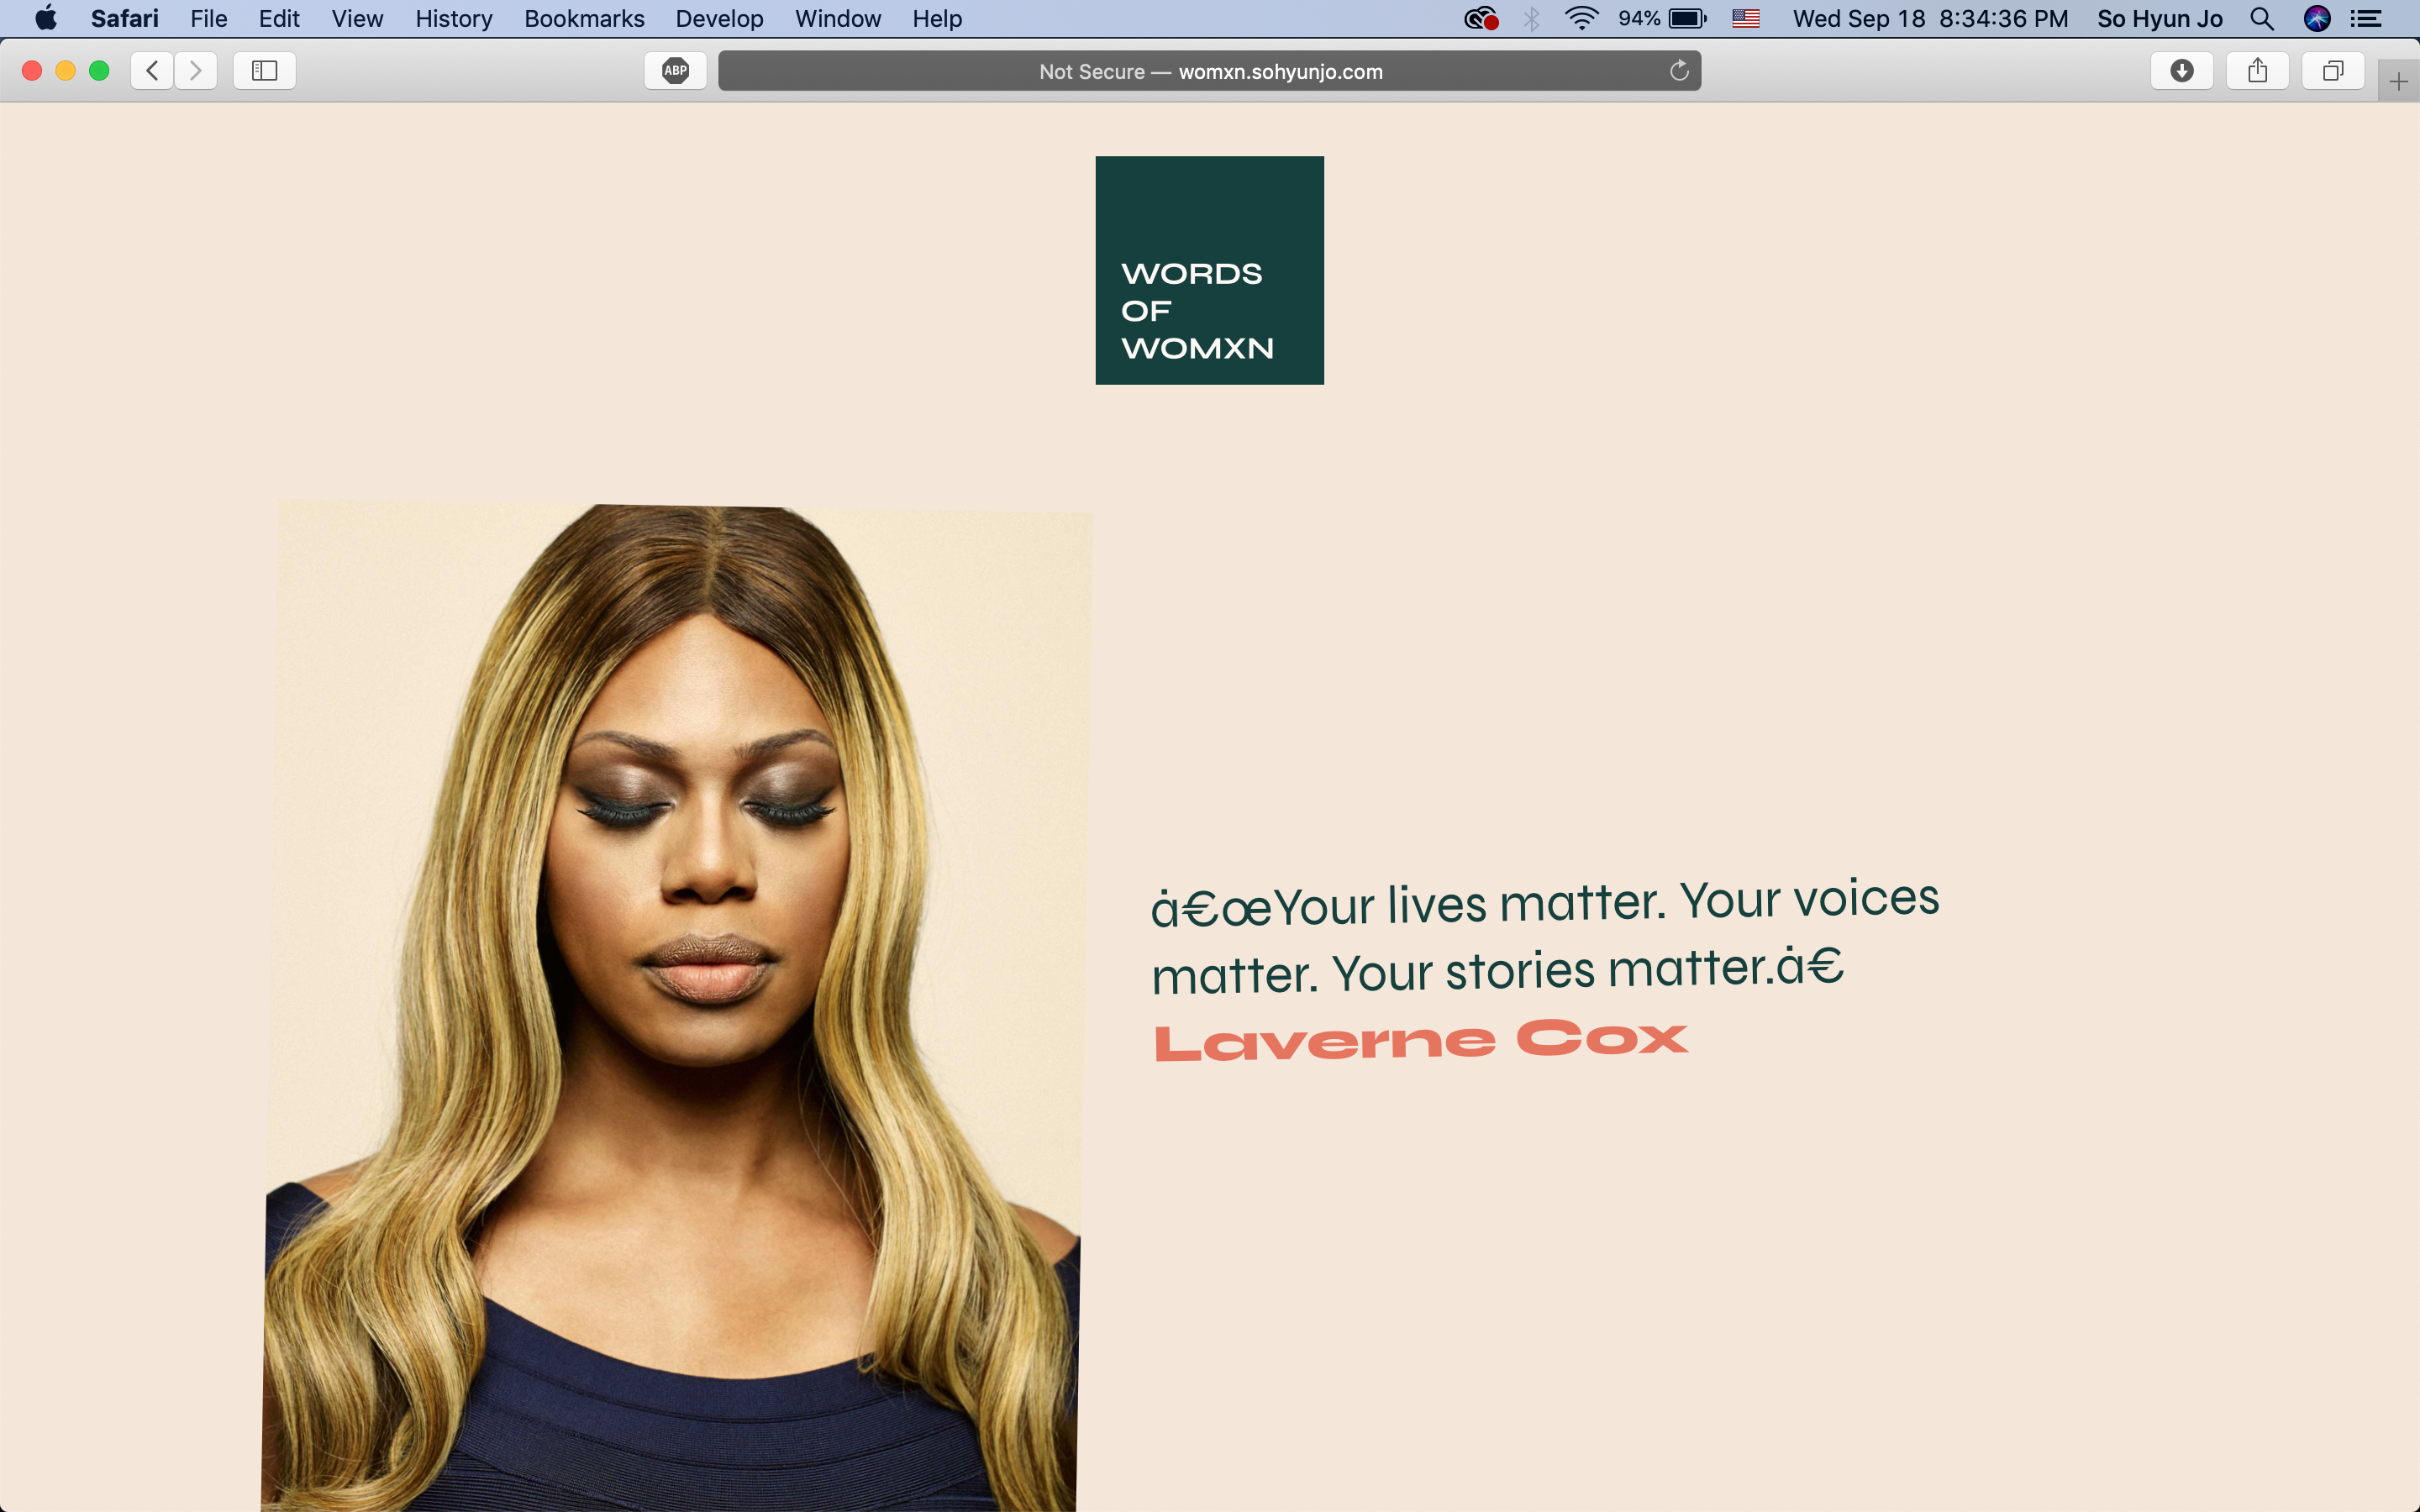 Safari File Edit View History Bookmarks Develop Window Help 94% Wed Sep 18 8:34:36 PM So Hyun Jo
ABP Not Secure — womxn.sohyunjo.com
WORDS
OF
WOMXN
ȧ€œYour lives matter. Your voices
matter. Your stories matter.ȧ€
Laverne Cox